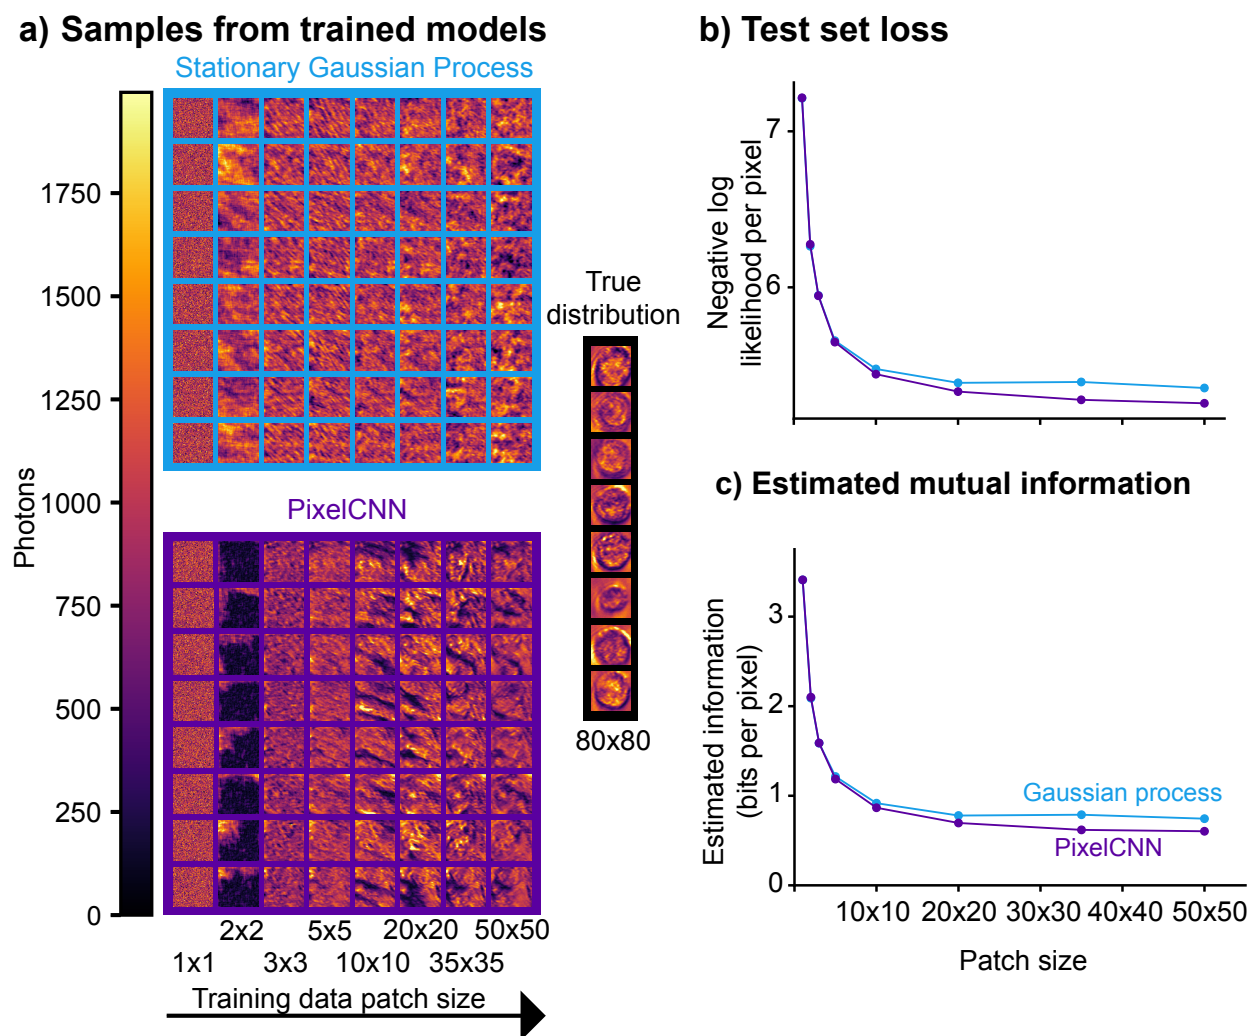 a) Samples from trained models
Stationary Gaussian Process
1750
1500
1250
1000
750
500
250
0
Photons
PixelCNN
True
distribution
80x80
2x2
5x5
20x20
50x50
1x1
3x3
10x10
35x35
Training data patch size
b) Test set loss
7
6
Negative log
likelihood per pixel
c) Estimated mutual information
3
2
1
0
Estimated information
(bits per pixel)
Gaussian process
PixelCNN
10x10
20x20
30x30
40x40
50x50
Patch size